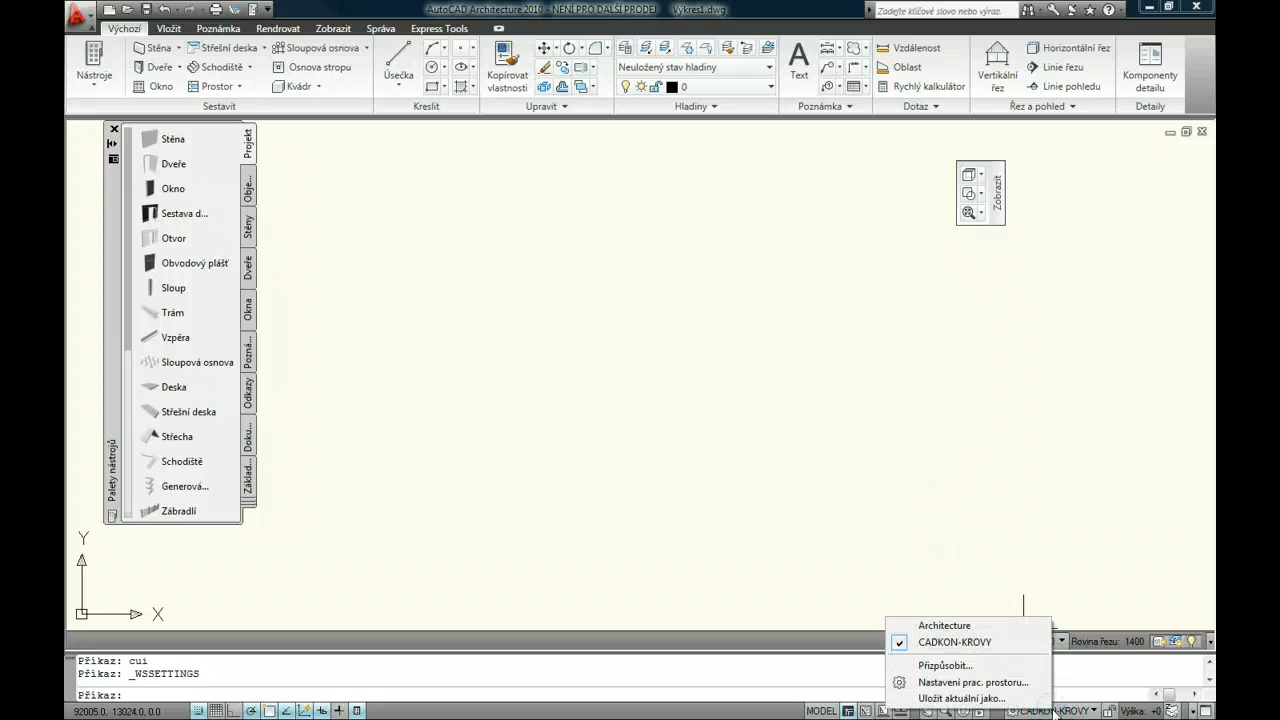 AutoCAD Architecture 2010 - NENÍ PRO DALŠÍ PRODEJ Výkres1.dwg
Zadejte klíčové slovo nebo výraz.
Výchozí Vložit Poznámka Rendrovat Zobrazit Správa Express Tools
Nástroje
Stěna
Dveře
Okno
Střešní deska
Schodiště
Prostor
Sloupová osnova
Osnova stropu
Kvádr
Úsečka
Kopírovat
vlastnosti
Neuložený stav hladiny
0
Text
Vzdálenost
Oblast
Rychlý kalkulátor
Vertikální
řez
Horizontální řez
Linie řezu
Linie pohledu
Komponenty
detailu
Sestavit
Kreslit
Upravit
Hladiny
Poznámka
Dotaz
Řez a pohled
Detaily
Stěna
Dveře
Okno
Sestava d...
Otvor
Obvodový plášť
Sloup
Trám
Vzpěra
Sloupová osnova
Deska
Střešní deska
Střecha
Schodiště
Generová...
Zábradlí
Projekt
Obje...
Stěny
Dveře
Okna
Pozná...
Odkazy
Doku...
Základ...
Palety nástrojů
Zobrazit
Y
X
Architecture
CADKON-KROVY
Přizpůsobit...
Nastavení prac. prostoru...
Uložit aktuální jako...
Rovina řezu: 1400
Příkaz: cui
Příkaz: _WSSETTINGS
Příkaz:
92005.0, 13024.0, 0.0
MODEL
CADKON-KROVY
Výška: +0